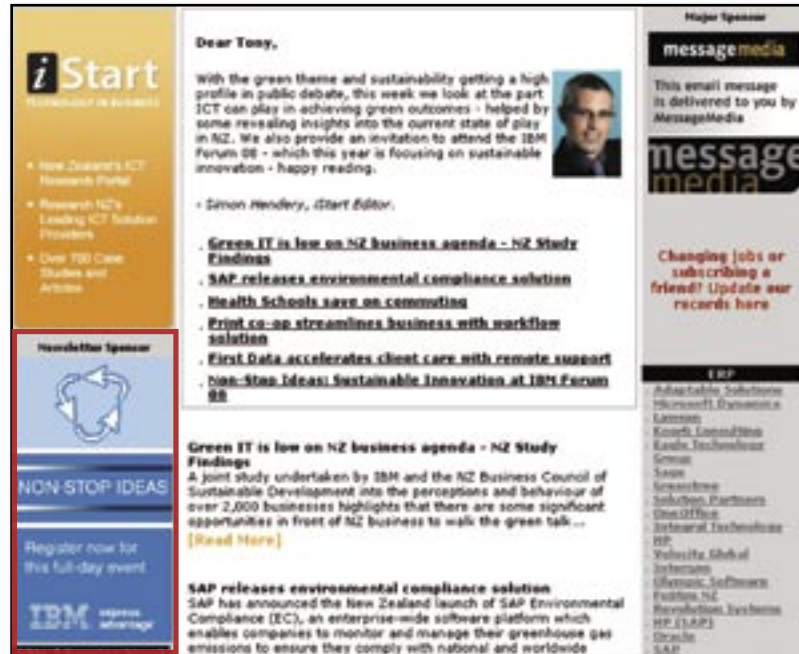 iStart
TECHNOLOGY IN BUSINESS
New Zealand's ICT
Research Portal
Research NZ's
Leading ICT Solution
Providers
Over 700 Case
Studies and
Articles
Newsletter Sponsor
NON-STOP IDEAS
Register now for
this full-day event
IBM express
advantage
Dear Tony,
With the green theme and sustainability getting a high
profile in public debate, this week we look at the part
ICT can play in achieving green outcomes - helped by
some revealing insights into the current state of play
in NZ. We also provide an invitation to attend the IBM
Forum 08 - which this year is focusing on sustainable
innovation - happy reading.
- Simon Hendery, iStart Editor.
Green IT is low on NZ business agenda - NZ Study
Findings
SAP releases environmental compliance solution
Health Schools save on commuting
Print co-op streamlines business with workflow
solution
First Data accelerates client care with remote support
Non-Stop Ideas: Sustainable Innovation at IBM Forum
08
Green IT is low on NZ business agenda - NZ Study
Findings
A joint study undertaken by IBM and the NZ Business Council of
Sustainable Development into the perceptions and behaviour of
over 2,000 businesses highlights that there are some significant
opportunities in front of NZ business to walk the green talk ...
[Read More]
SAP releases environmental compliance solution
SAP has announced the New Zealand launch of SAP Environmental
Compliance (EC), an enterprise-wide software platform which
enables companies to monitor and manage their greenhouse gas
emissions to ensure they comply with national and worldwide
Major Sponsor
messagemedia
This email message
is delivered to you by
MessageMedia
message
media
Changing jobs or
subscribing a
friend? Update our
records here
ERP
Adaptable Solutions
Microsoft Dynamics
Koorb Consulting
Eagle Technology
Group
Sage
Greentree
Solution Partners
OneOffice
Integral Technology
HP
Velocity Global
Intersum
Olympic Software
Fujitsu NZ
Revolution Systems
HP (SAP)
Oracle
SAP